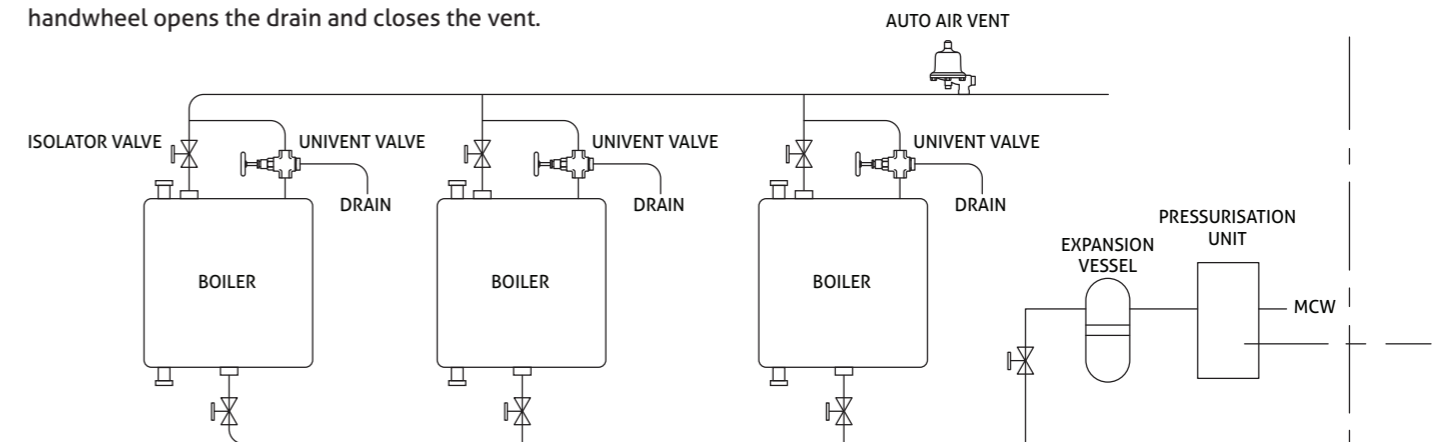 handwheel opens the drain and closes the vent.
AUTO AIR VENT
ISOLATOR VALVE
UNIVENT VALVE
UNIVENT VALVE
UNIVENT VALVE
DRAIN
DRAIN
DRAIN
PRESSURISATION
UNIT
EXPANSION
VESSEL
BOILER
BOILER
BOILER
MCW